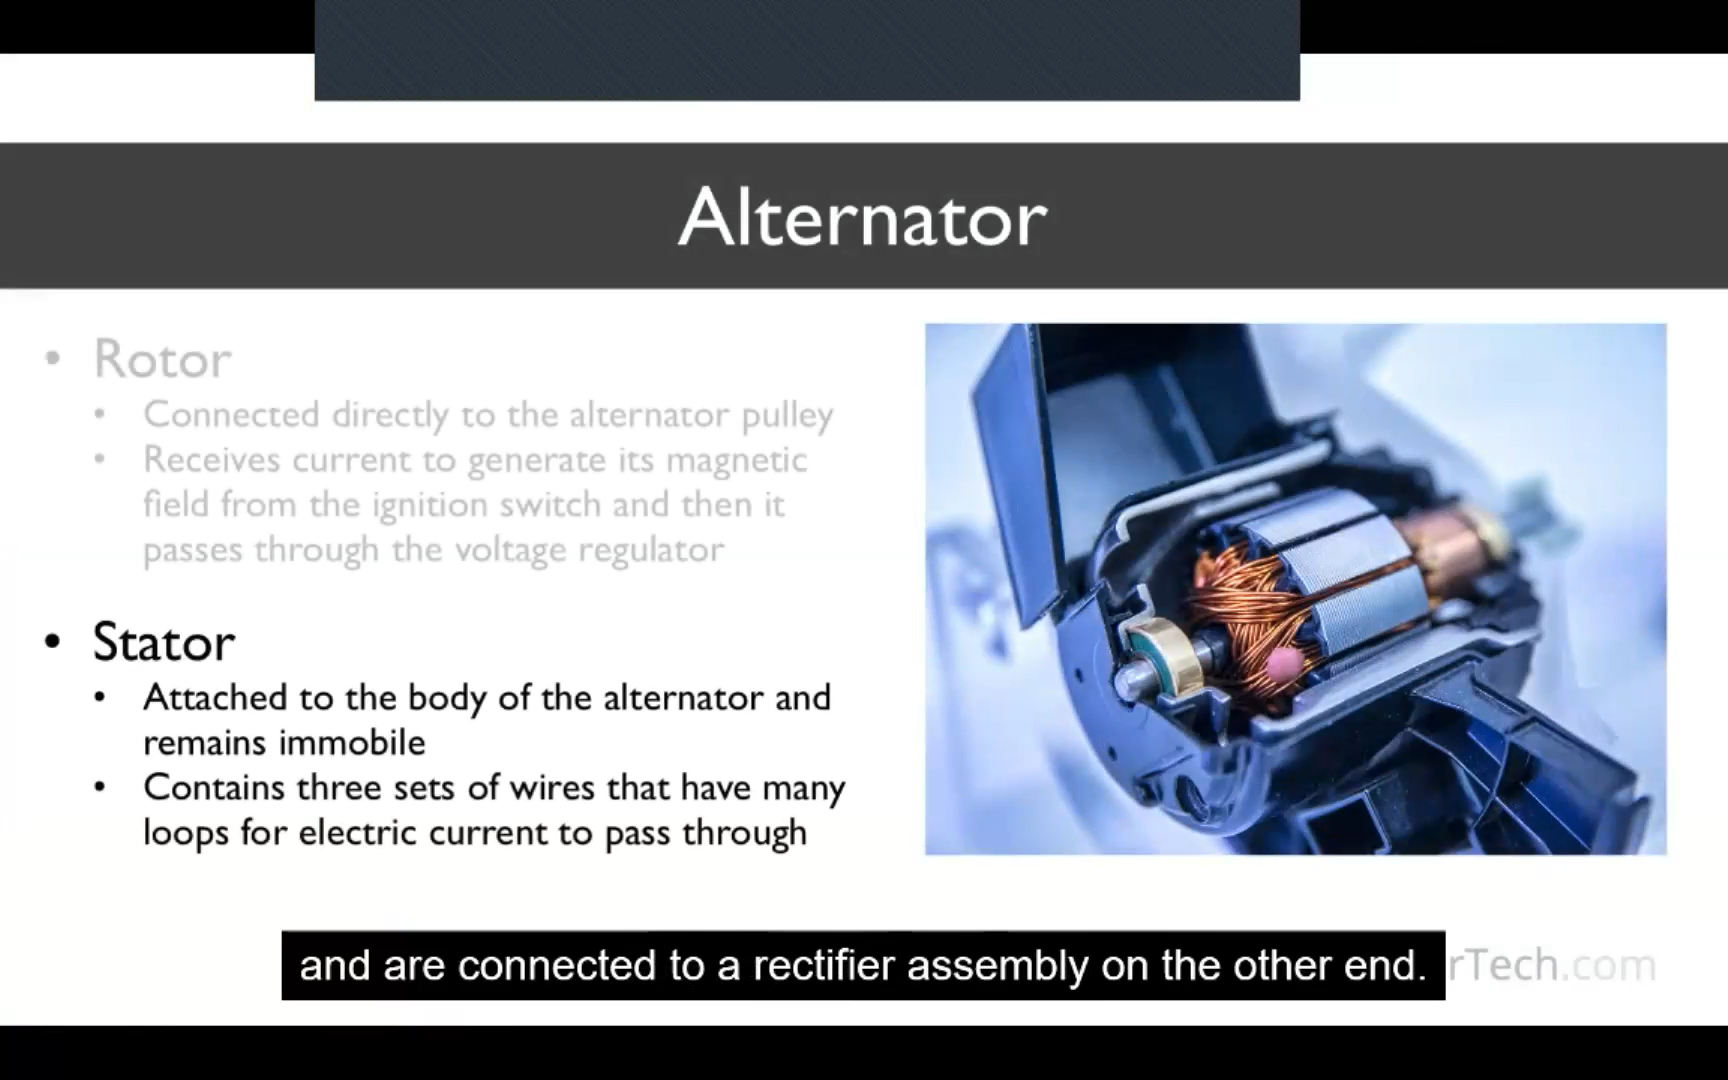 Alternator
• Rotor
• Connected directly to the alternator pulley
• Receives current to generate its magnetic
field from the ignition switch and then it
passes through the voltage regulator
• Stator
• Attached to the body of the alternator and
remains immobile
• Contains three sets of wires that have many
loops for electric current to pass through
and are connected to a rectifier assembly on the other end.
rTech.com